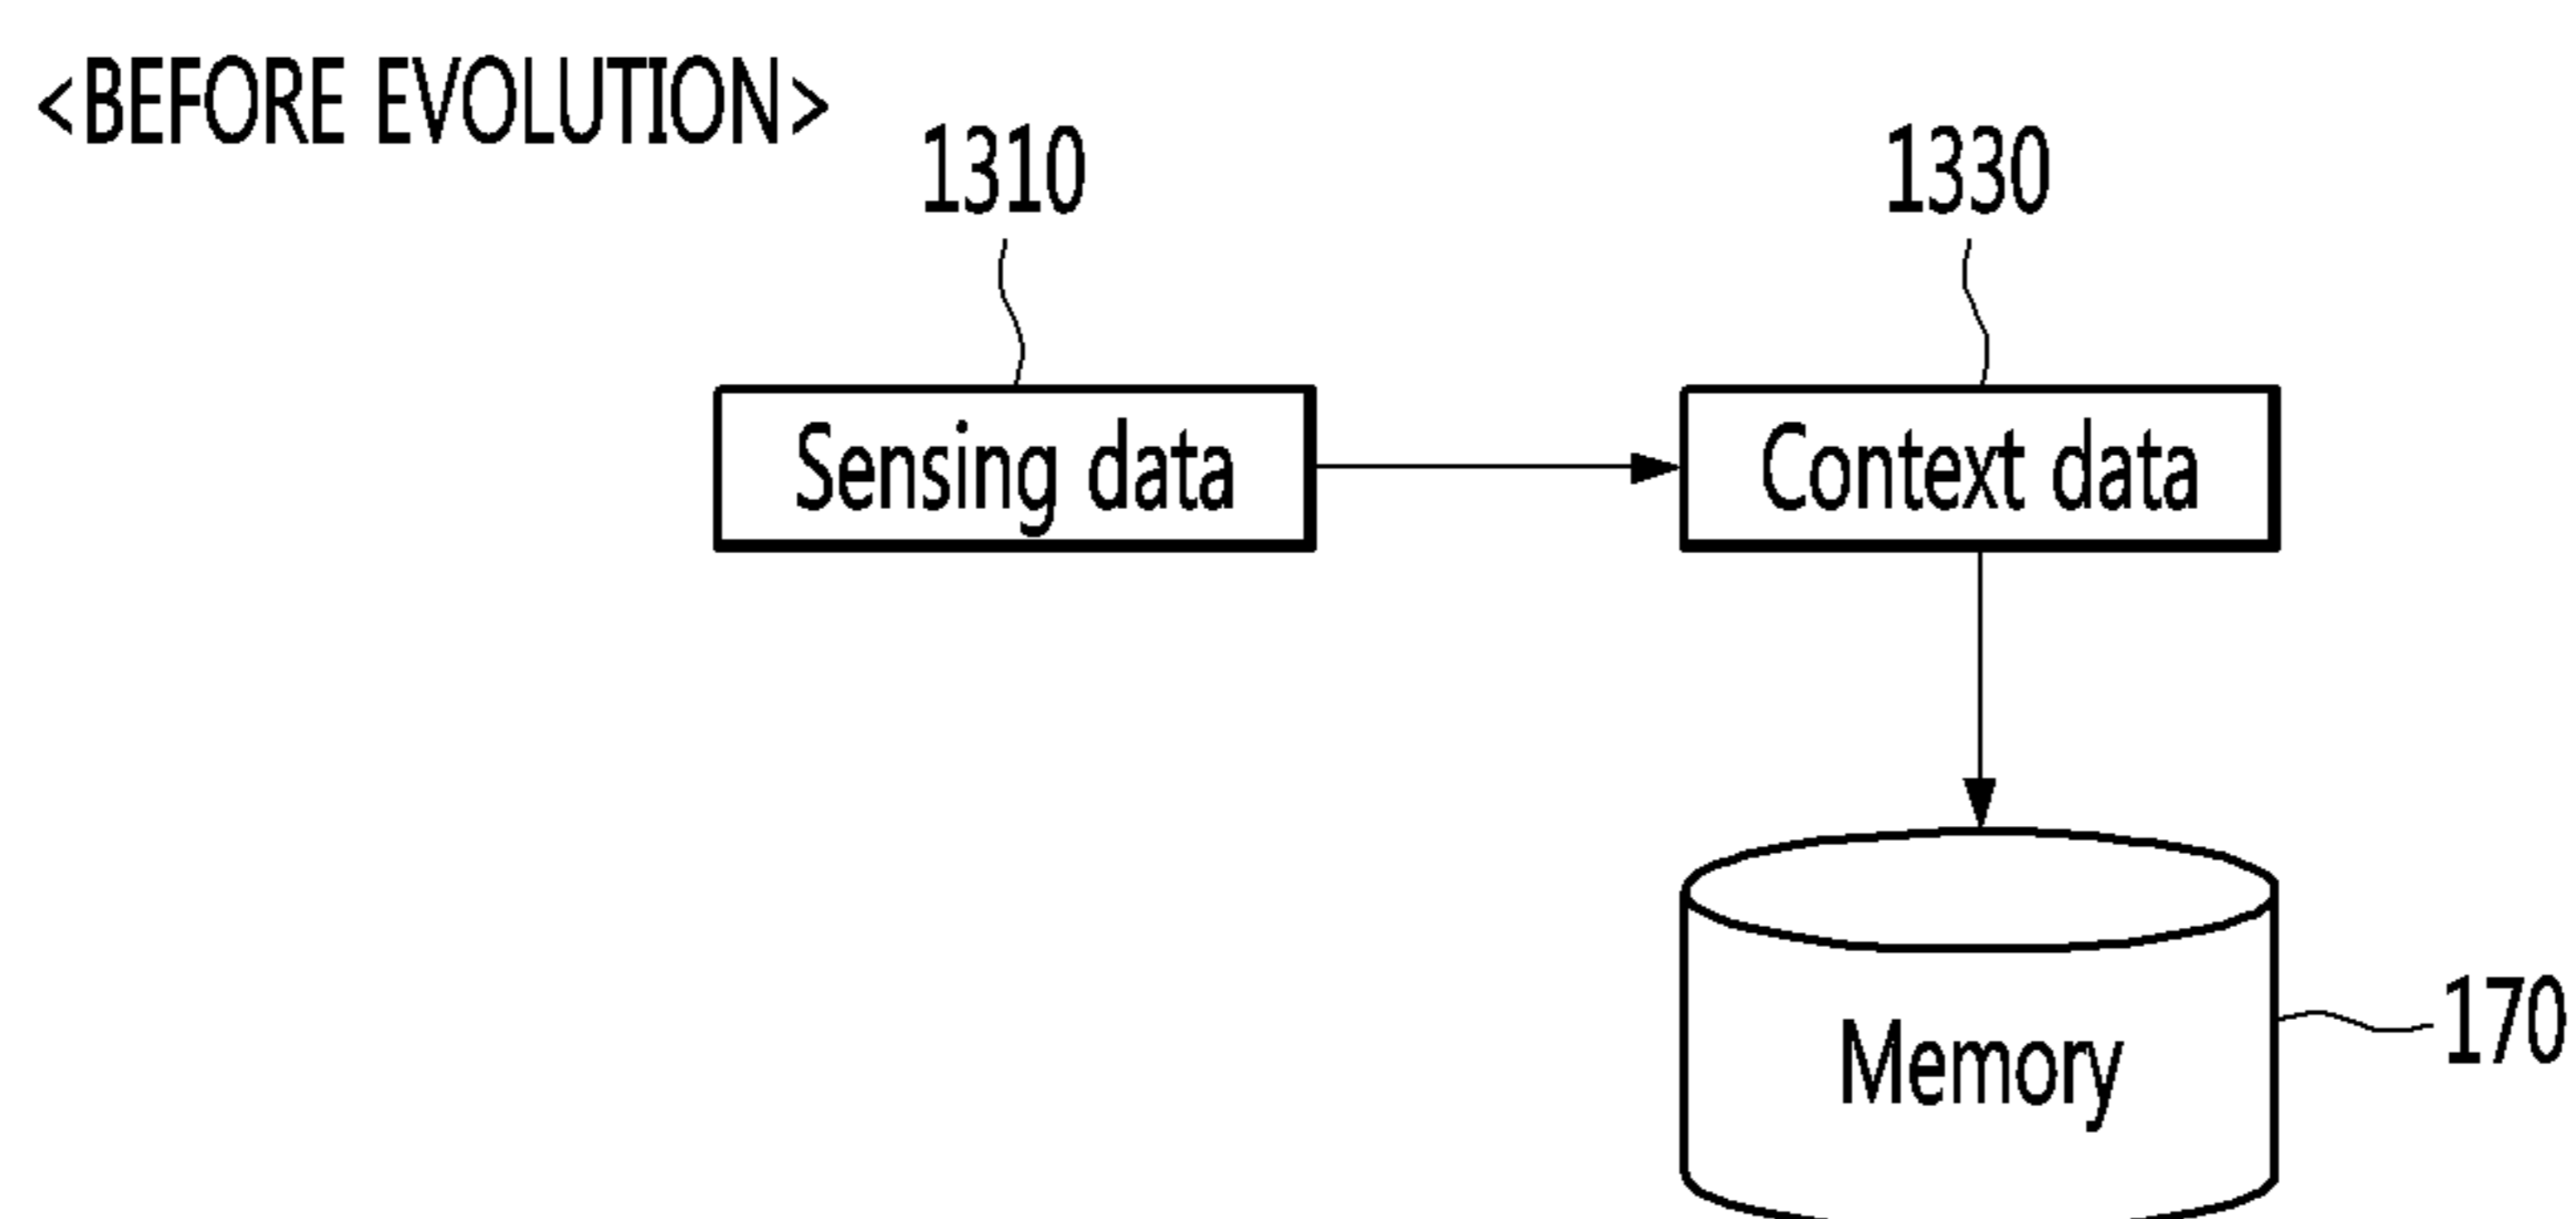 <BEFORE EVOLUTION>
1310
1330
Sensing data
Context data
Memory
170